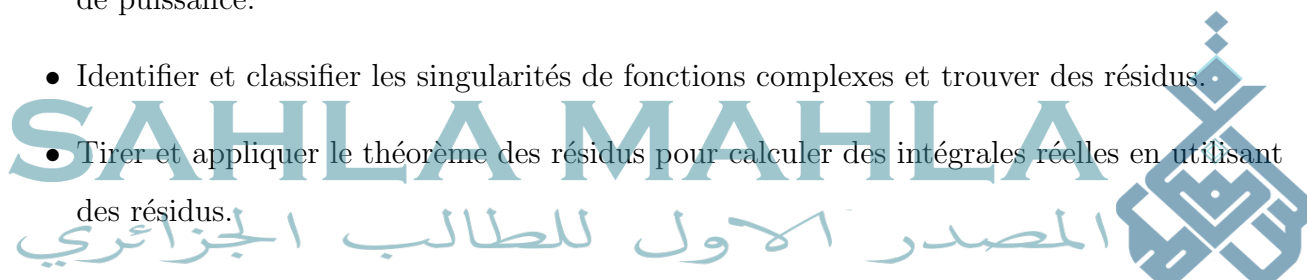 de puissance.
• Identifier et classifier les singularités de fonctions complexes et trouver des résidus.
SAHLA MAHLA
• Tirer et appliquer le théorème des résidus pour calculer des intégrales réelles en utilisant
des résidus.
المصدر الاول للطالب الجزائري